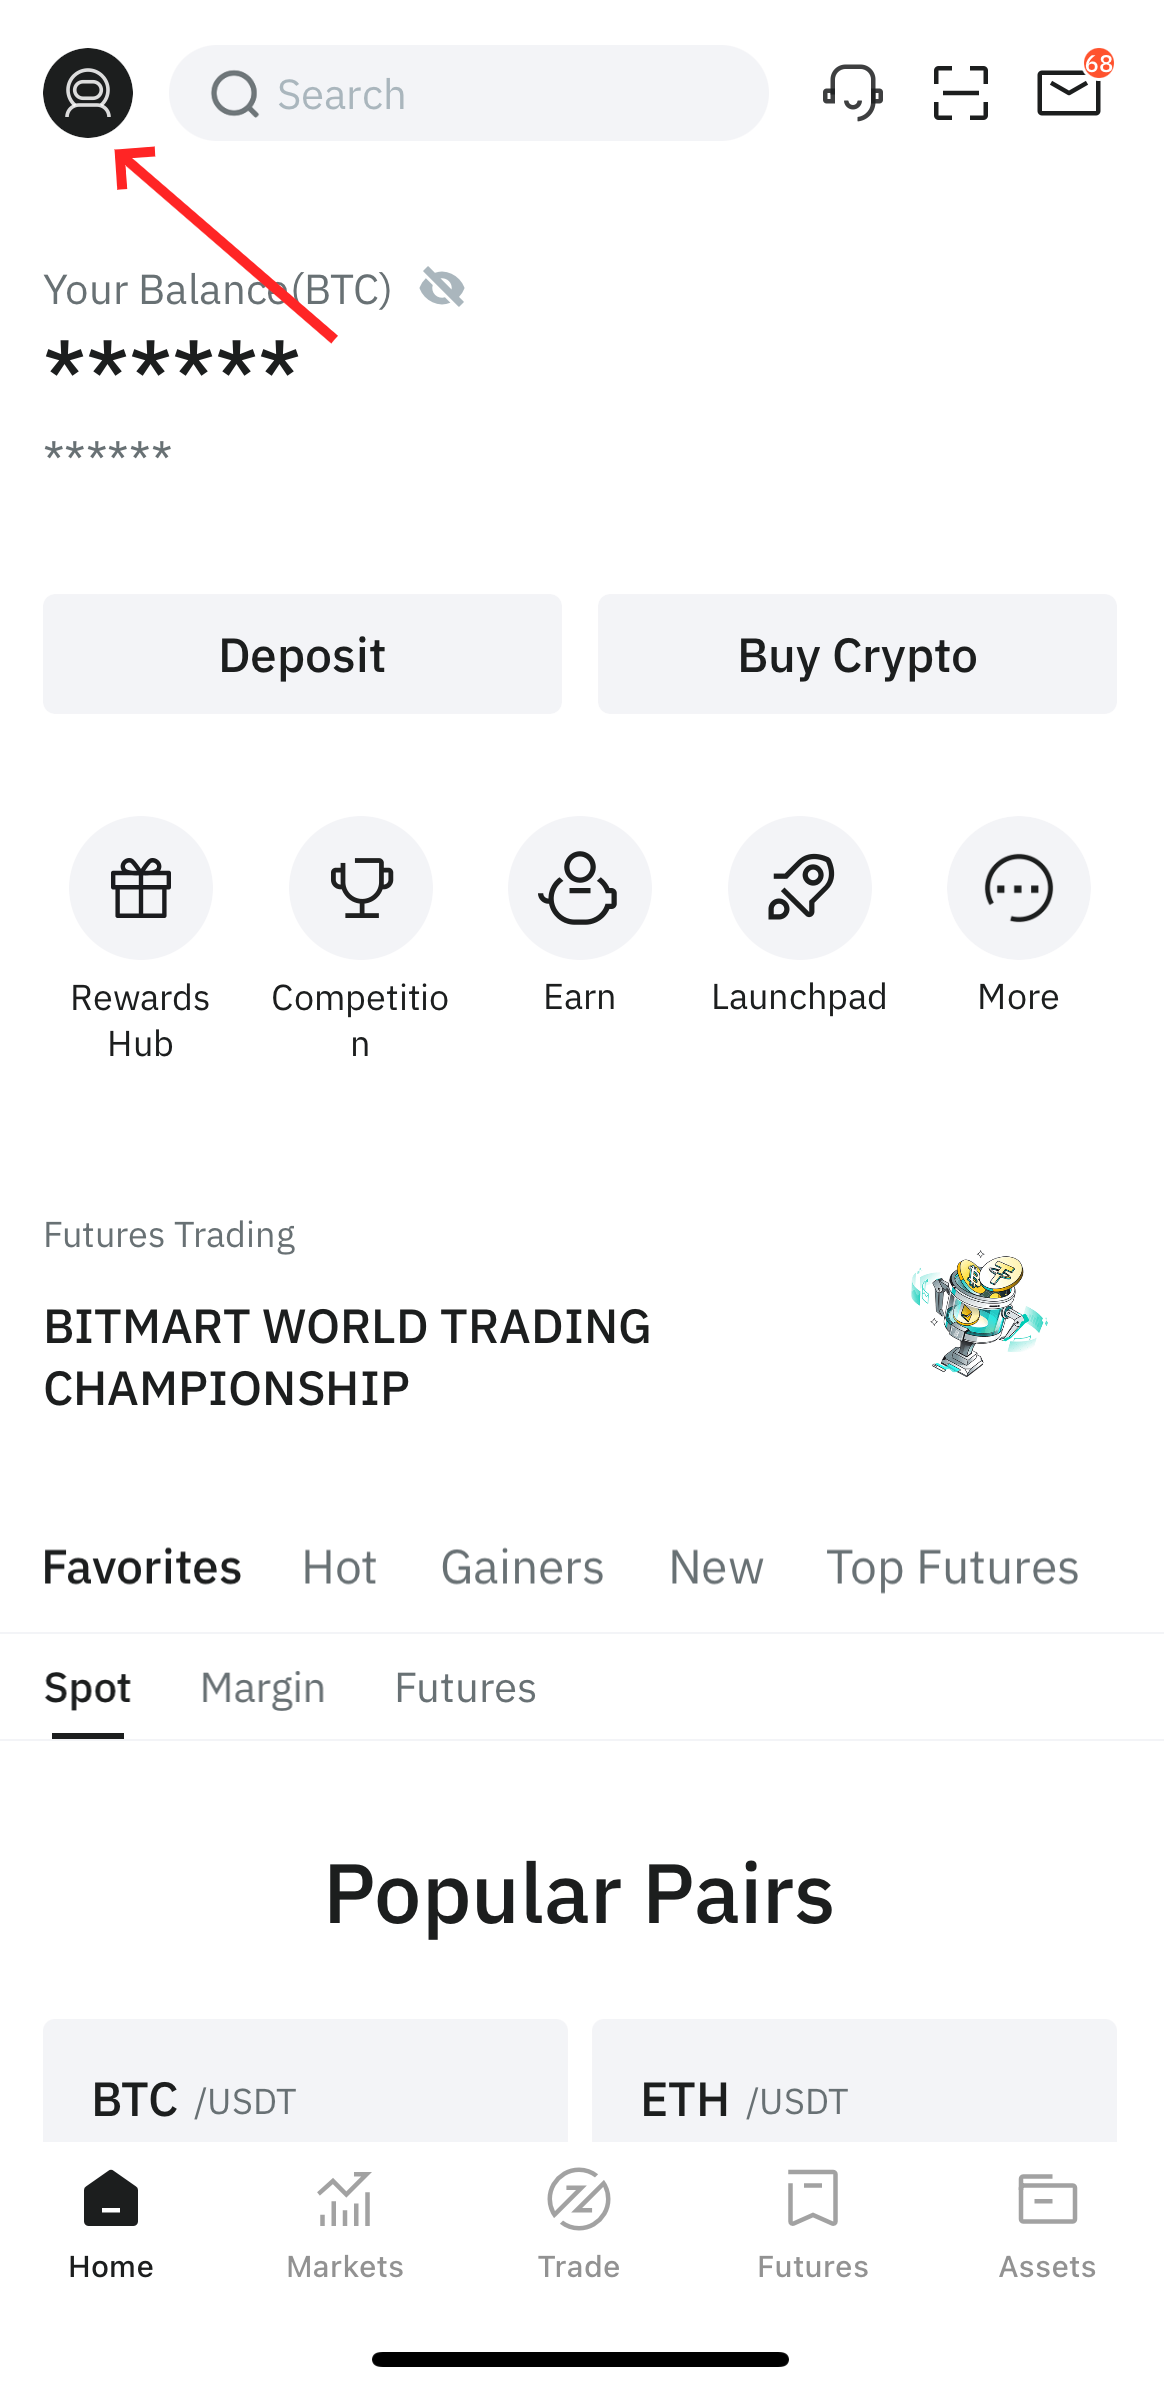 Search
68
Your Balance(BTC)
******
******
Deposit
Buy Crypto
Rewards
Hub
Competitio
n
Earn
Launchpad
More
Futures Trading
BITMART WORLD TRADING
CHAMPIONSHIP
Favorites
Hot
Gainers
New
Top Futures
Spot
Margin
Futures
Popular Pairs
BTC /USDT
ETH /USDT
Home
Markets
Trade
Futures
Assets